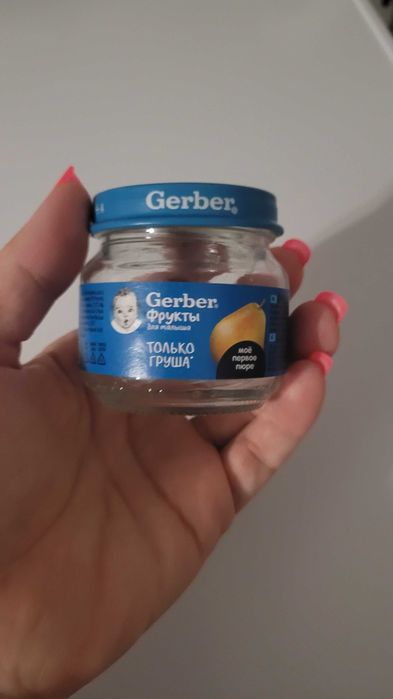 Gerber®
Gerber®
Фрукты
для малыша
ТОЛЬКО
ГРУША*
моё
первое
пюре